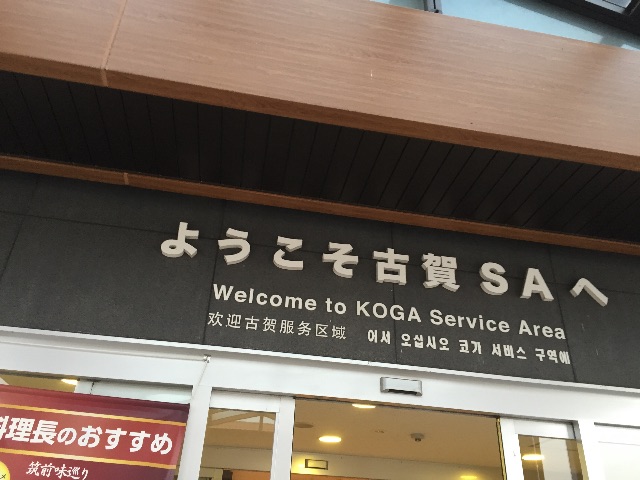 ようこそ古賀SAへ
Welcome to KOGA Service Area
欢迎古贺服务区域 어서 오십시오 코가 서비스 구역에
料理長のおすすめ
筑前味巡り